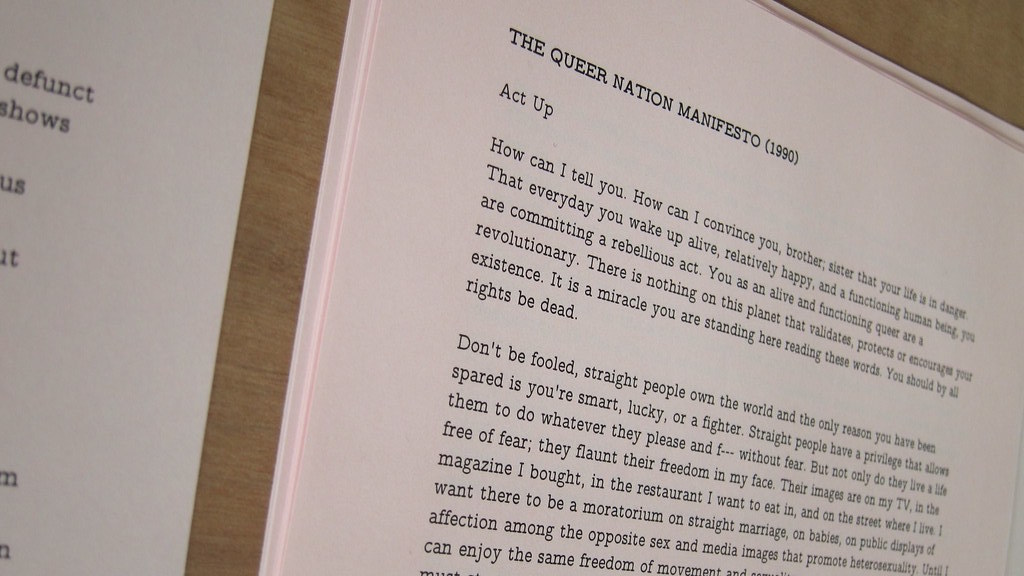 defunct
shows
us
THE QUEER NATION MANIFESTO (1990)
Act Up
How can I tell you. How can I convince you, brother, sister that your life is in danger.
That everyday you wake up alive, relatively happy, and a functioning human being, you
are committing a rebellious act. You as an alive and functioning queer are a
revolutionary. There is nothing on this planet that validates, protects or encourages your
existence. It is a miracle you are standing here reading these words. You should by all
rights be dead.
Don't be fooled, straight people own the world and the only reason you have been
spared is you're smart, lucky, or a fighter. Straight people have a privilege that allows
them to do whatever they please and f--- without fear. But not only do they live a life
free of fear; they flaunt their freedom in my face. Their images are on my TV, in the
magazine I bought, in the restaurant I want to eat in, and on the street where I live. I
want there to be a moratorium on straight marriage, on babies, on public displays of
affection among the opposite sex and media images that promote heterosexuality. Until I
can enjoy the same freedom of movement and